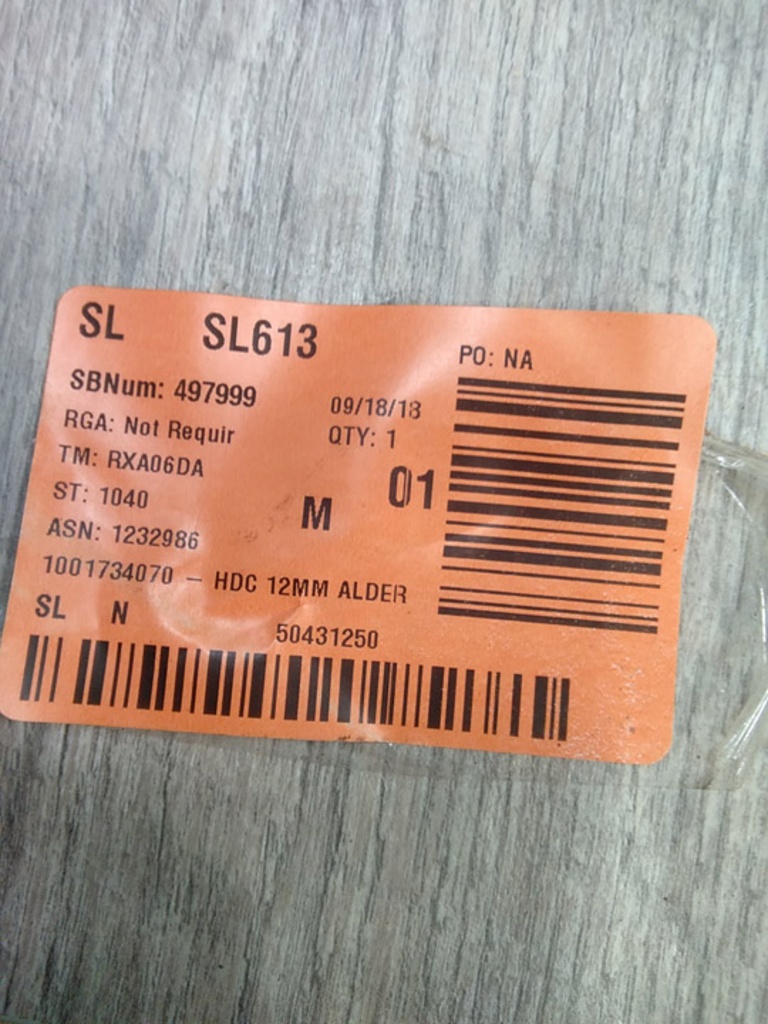 SL SL613
PO: NA
SBNum: 497999
09/18/18
RGA: Not Requir
QTY: 1
TM: RXA06DA
01
ST: 1040
M
ASN: 1232986
1001734070 – HDC 12MM ALDER
SL N
50431250